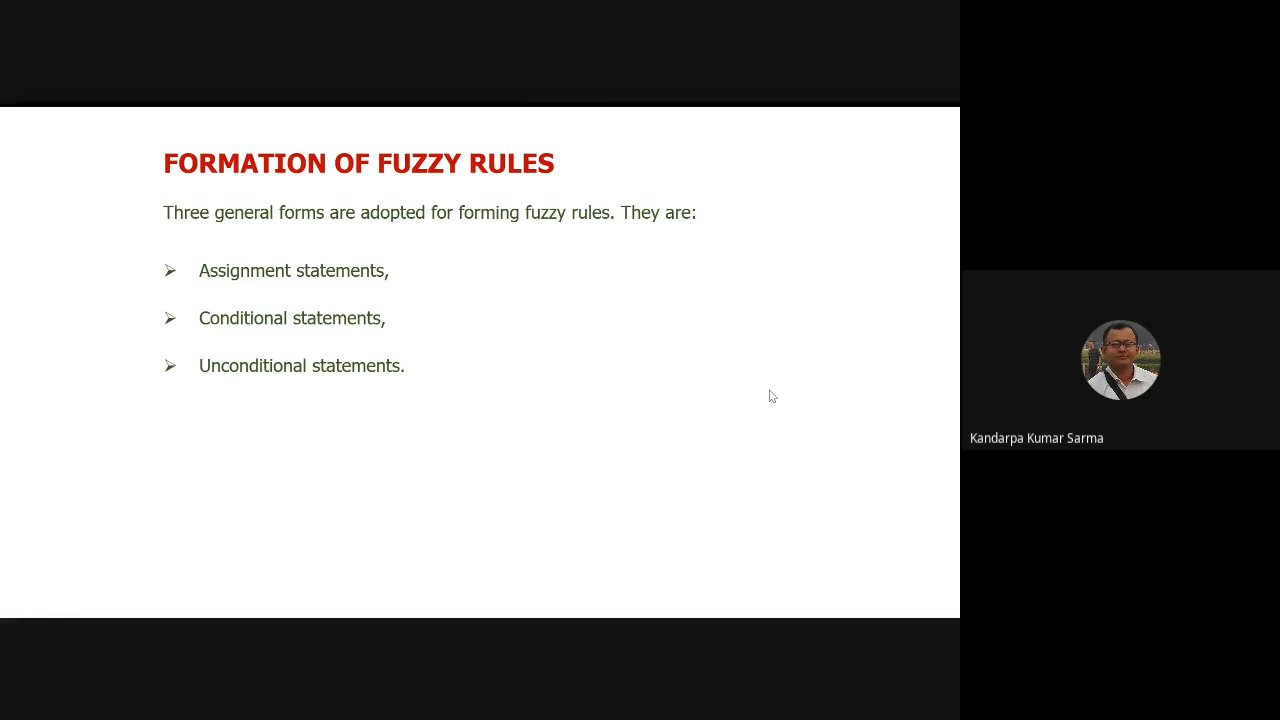 FORMATION OF FUZZY RULES
Three general forms are adopted for forming fuzzy rules. They are:
Assignment statements,
Conditional statements,
Unconditional statements.
Kandarpa Kumar Sarma